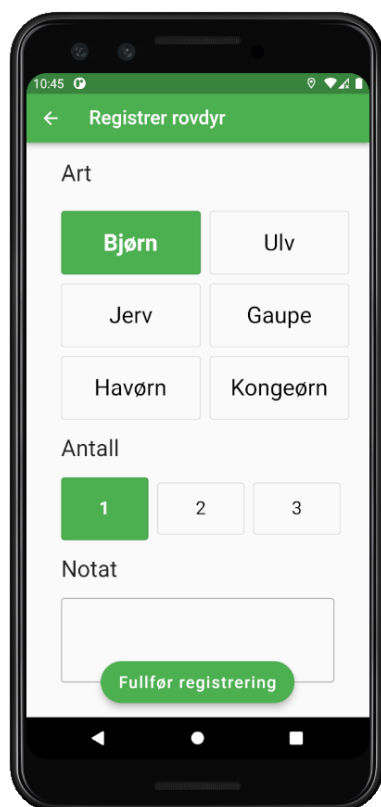 10:45
Registrer rovdyr
Art
Bjørn Ulv
Jerv Gaupe
Havørn Kongeørn
Antall
1 2 3
Notat
Fullfør registrering